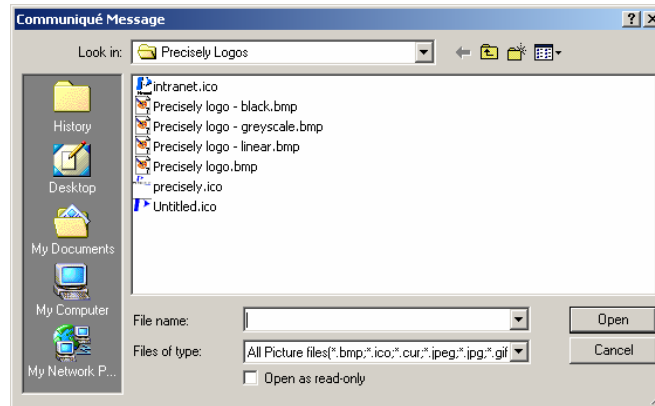 Communiqué Message
Look in: Precisely Logos
intranet.ico
Precisely logo - black.bmp
Precisely logo - greyscale.bmp
Precisely logo - linear.bmp
Precisely logo.bmp
precisely.ico
Untitled.ico
History
Desktop
My Documents
My Computer
My Network P...
File name:
Open
Files of type: All Picture files(*.bmp;*.ico;*.cur;*.jpeg;*.jpg;*.gif
Cancel
Open as read-only